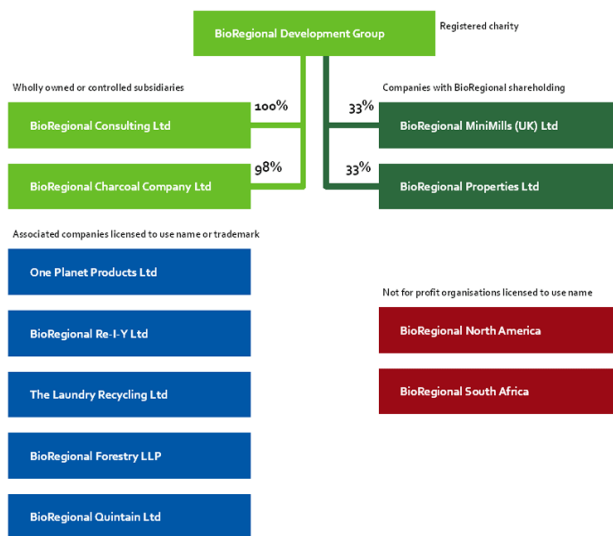 BioRegional Development Group
Registered charity
Wholly owned or controlled subsidiaries
Companies with BioRegional shareholding
100%
33%
BioRegional Consulting Ltd
BioRegional MiniMills (UK) Ltd
98%
33%
BioRegional Charcoal Company Ltd
BioRegional Properties Ltd
Associated companies licensed to use name or trademark
One Planet Products Ltd
Not for profit organisations licensed to use name
BioRegional Re-I-Y Ltd
BioRegional North America
The Laundry Recycling Ltd
BioRegional South Africa
BioRegional Forestry LLP
BioRegional Quintain Ltd